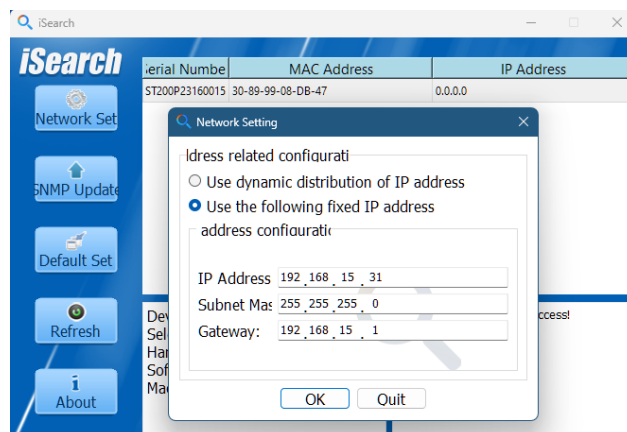 iSearch
iSearch
Serial Numbe MAC Address IP Address
ST200P23160015 30-89-99-08-DB-47 0.0.0.0
Network Set
SNMP Update
Default Set
Refresh
About
Network Setting
ldress related configurati
Use dynamic distribution of IP address
Use the following fixed IP address
address configuratio
IP Address 192 . 168 . 15 . 31
Subnet Mas 255 . 255 . 255 . 0
Gateway: 192 . 168 . 15 . 1
OK Quit
Dev
Sel
Har
Sof
Ma
ccess!